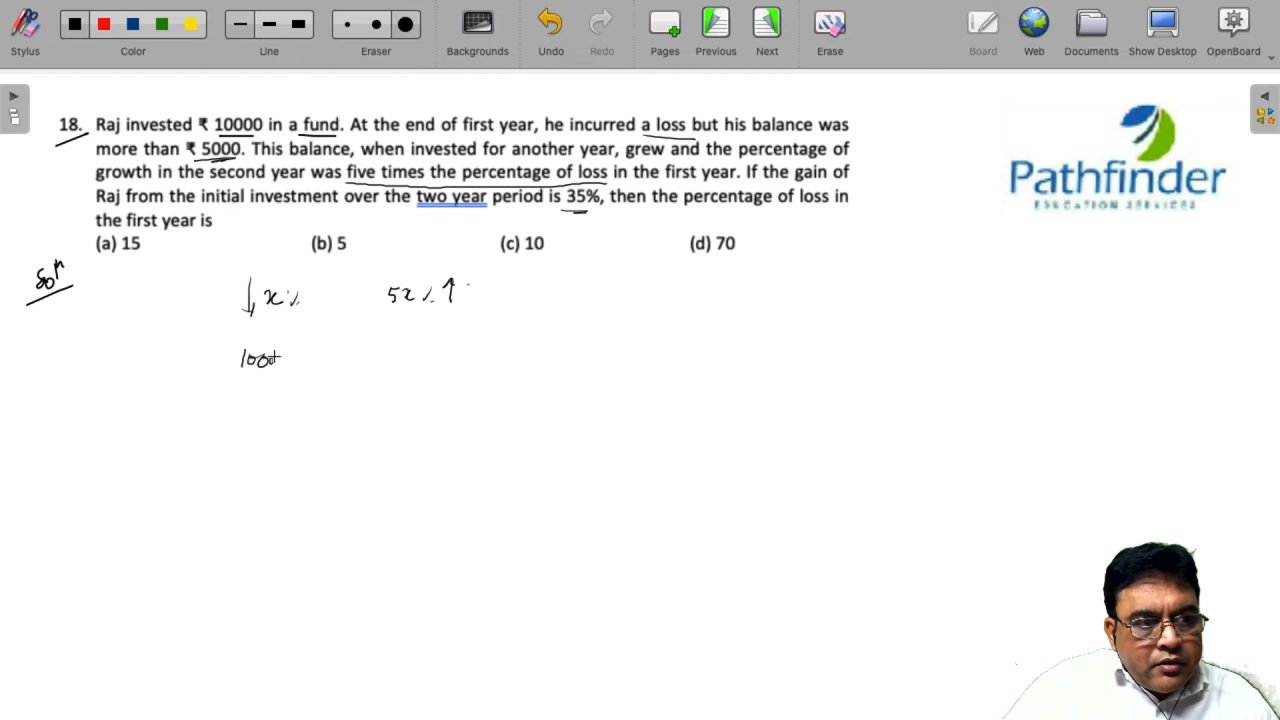 Stylus Color Line Eraser Backgrounds Undo Redo Pages Previous Next Erase Board Web Documents Show Desktop OpenBoard
18. Raj invested ₹ 10000 in a fund. At the end of first year, he incurred a loss but his balance was
more than ₹ 5000. This balance, when invested for another year, grew and the percentage of
growth in the second year was five times the percentage of loss in the first year. If the gain of
Raj from the initial investment over the two year period is 35%, then the percentage of loss in
the first year is
(a) 15 (b) 5 (c) 10 (d) 70
Pathfinder
EDUCATION SERVICES
Solⁿ
↓ x% 5x% ↑